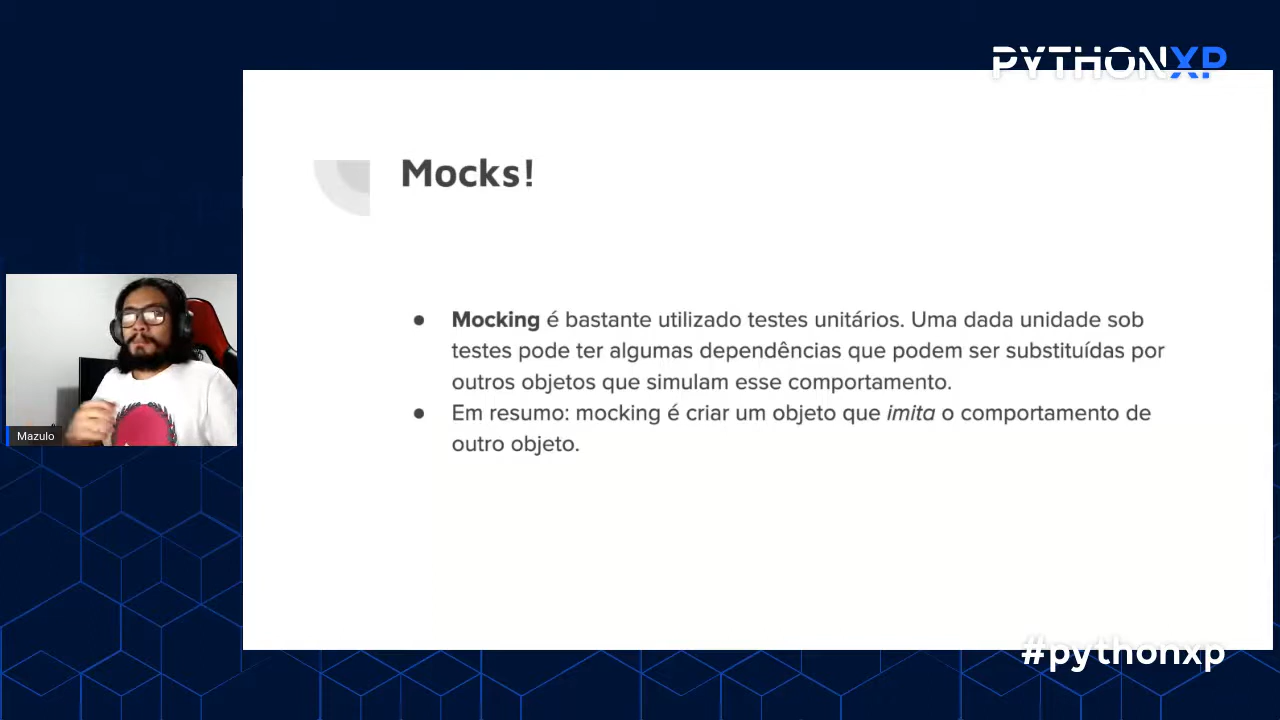 PYTHONXP
Mocks!
● Mocking é bastante utilizado testes unitários. Uma dada unidade sob
testes pode ter algumas dependências que podem ser substituídas por
outros objetos que simulam esse comportamento.
● Em resumo: mocking é criar um objeto que imita o comportamento de
outro objeto.
Mazulo
#pythonxp